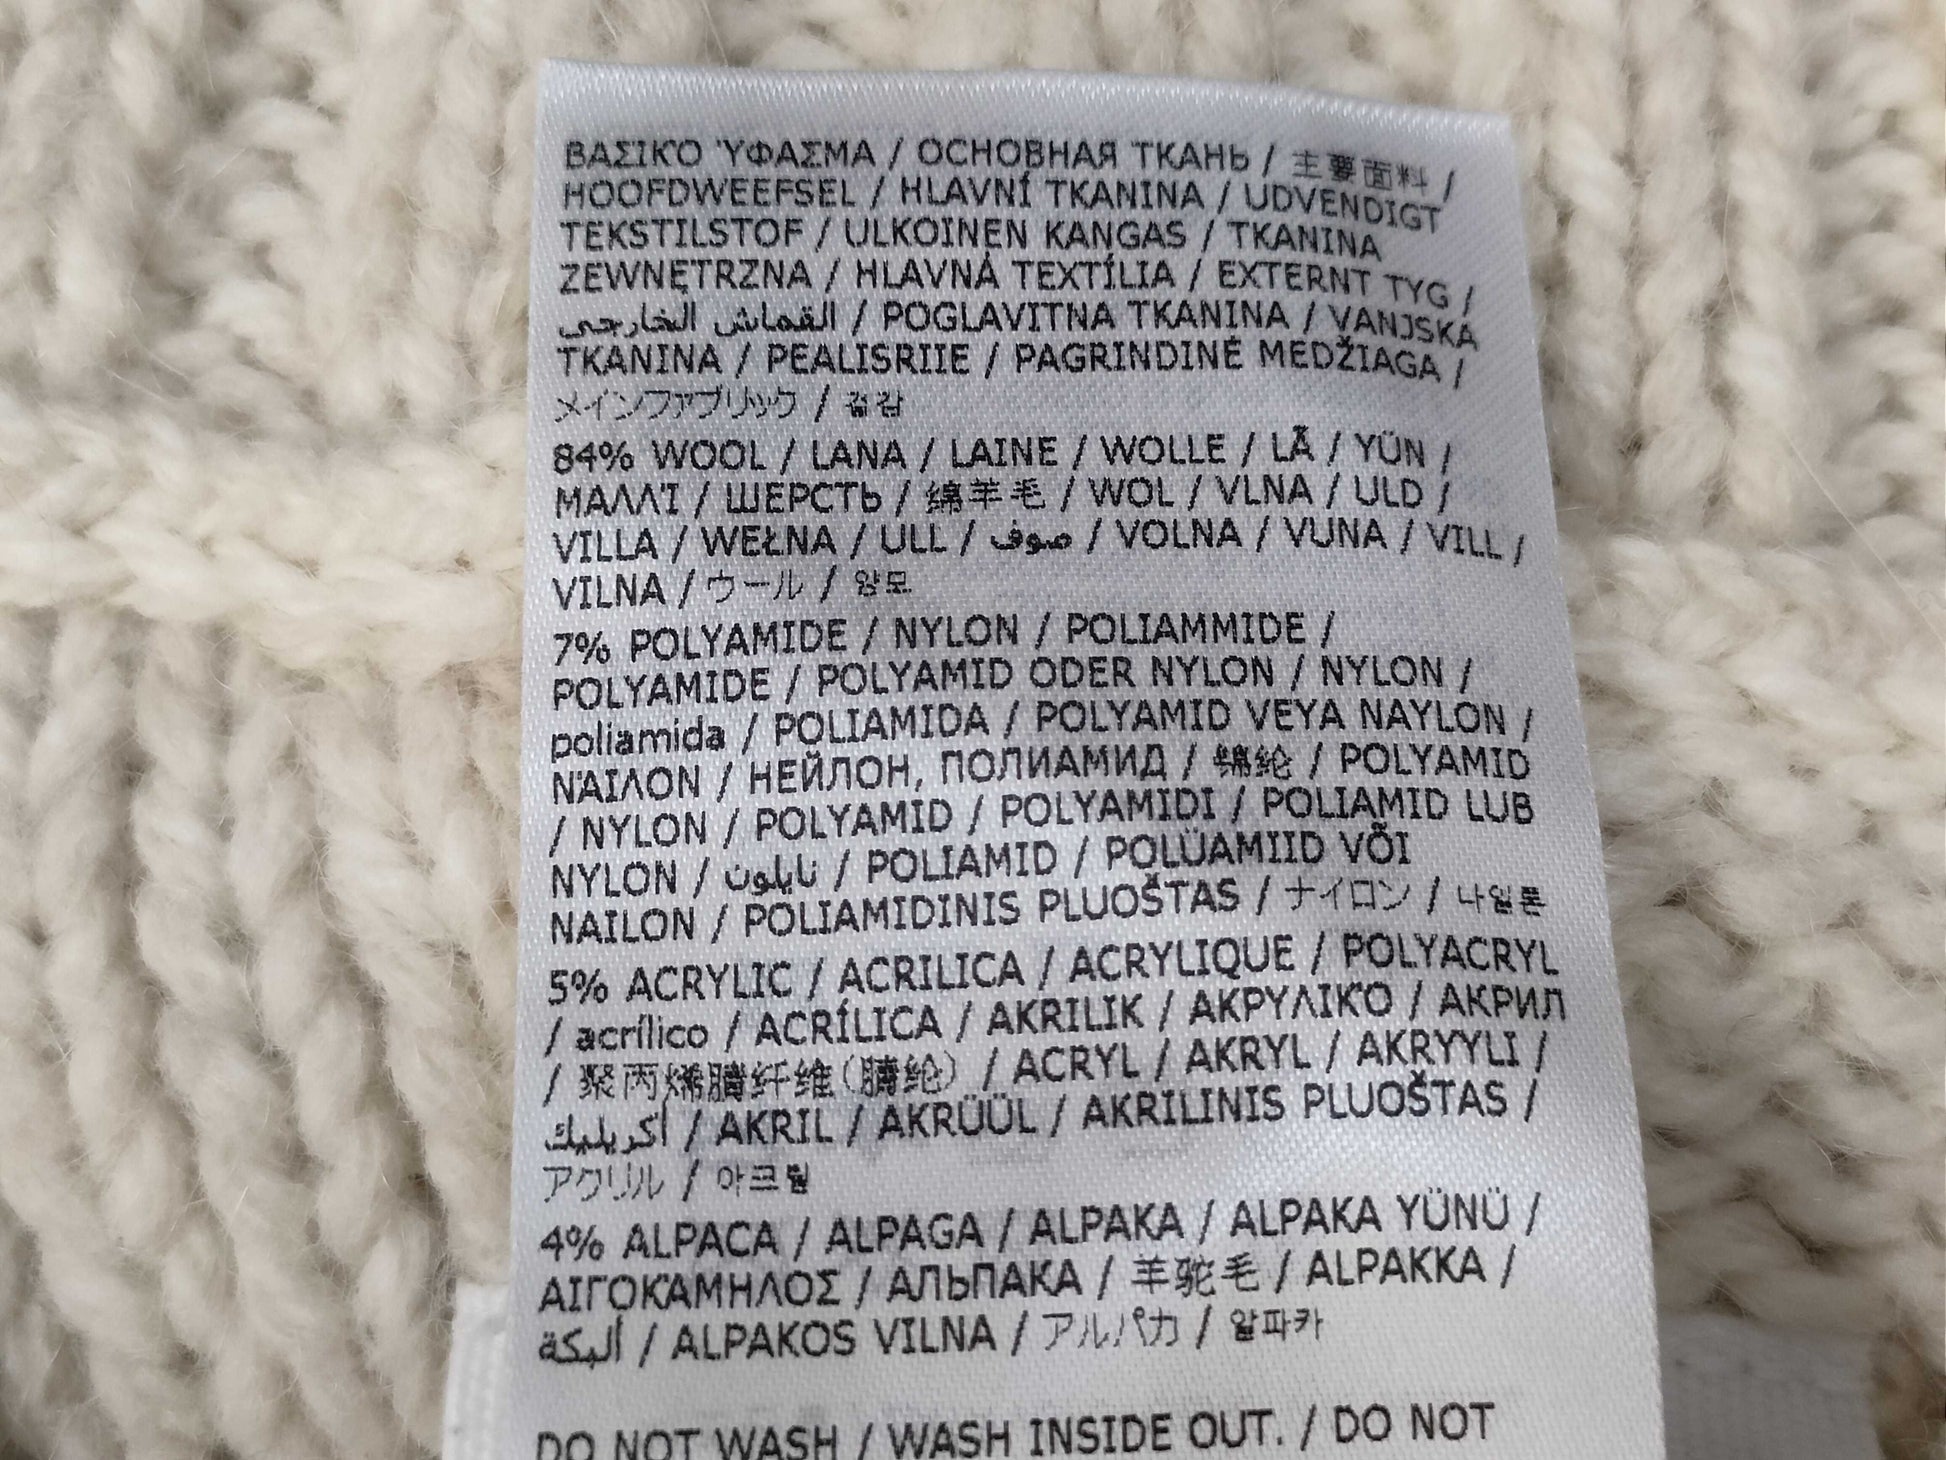 ΒΑΣΙΚΌ ΎΦΑΣΜΑ / ОСНОВНАЯ ТКАНЬ / 主要面料 /
HOOFDWEEFSEL / HLAVNÍ TKANINA / UDVENDIGT
TEKSTILSTOF / ULKOINEN KANGAS / TKANINA
ZEWNĘTRZNA / HLAVNÁ TEXTÍLIA / EXTERNT TYG /
القماش الخارجي / POGLAVITNA TKANINA / VANJSKA
TKANINA / PEALISRIIE / PAGRINDINĖ MEDŽIAGA /
メインファブリック / 겉감
84% WOOL / LANA / LAINE / WOLLE / LÃ / YÜN /
ΜΑΛΛΊ / ШЕРСТЬ / 绵羊毛 / WOL / VLNA / ULD /
VILLA / WEŁNA / ULL / صوف / VOLNA / VUNA / VILL /
VILNA / ウール / 양모
7% POLYAMIDE / NYLON / POLIAMMIDE /
POLYAMIDE / POLYAMID ODER NYLON / NYLON /
poliamida / POLIAMIDA / POLYAMID VEYA NAYLON /
ΝΆΙΛΟΝ / НЕЙЛОН, ПОЛИАМИД / 锦纶 / POLYAMID
/ NYLON / POLYAMID / POLYAMIDI / POLIAMID LUB
NYLON / نايلون / POLIAMID / POLÜAMIID VÕI
NAILON / POLIAMIDINIS PLUOŠTAS / ナイロン / 나일론
5% ACRYLIC / ACRILICA / ACRYLIQUE / POLYACRYL
/ acrílico / ACRÍLICA / AKRILIK / ΑΚΡΥΛΙΚΌ / АКРИЛ
/ 聚丙烯腈纤维(腈纶) / ACRYL / AKRYL / AKRYYLI /
أكريليك / AKRIL / AKRÜÜL / AKRILINIS PLUOŠTAS /
アクリル / 아크릴
4% ALPACA / ALPAGA / ALPAKA / ALPAKA YÜNÜ /
ΑΙΓΟΚΆΜΗΛΟΣ / АЛЬПАКА / 羊驼毛 / ALPAKKA /
ألبكة / ALPAKOS VILNA / アルパカ / 알파카
DO NOT WASH / WASH INSIDE OUT. / DO NOT